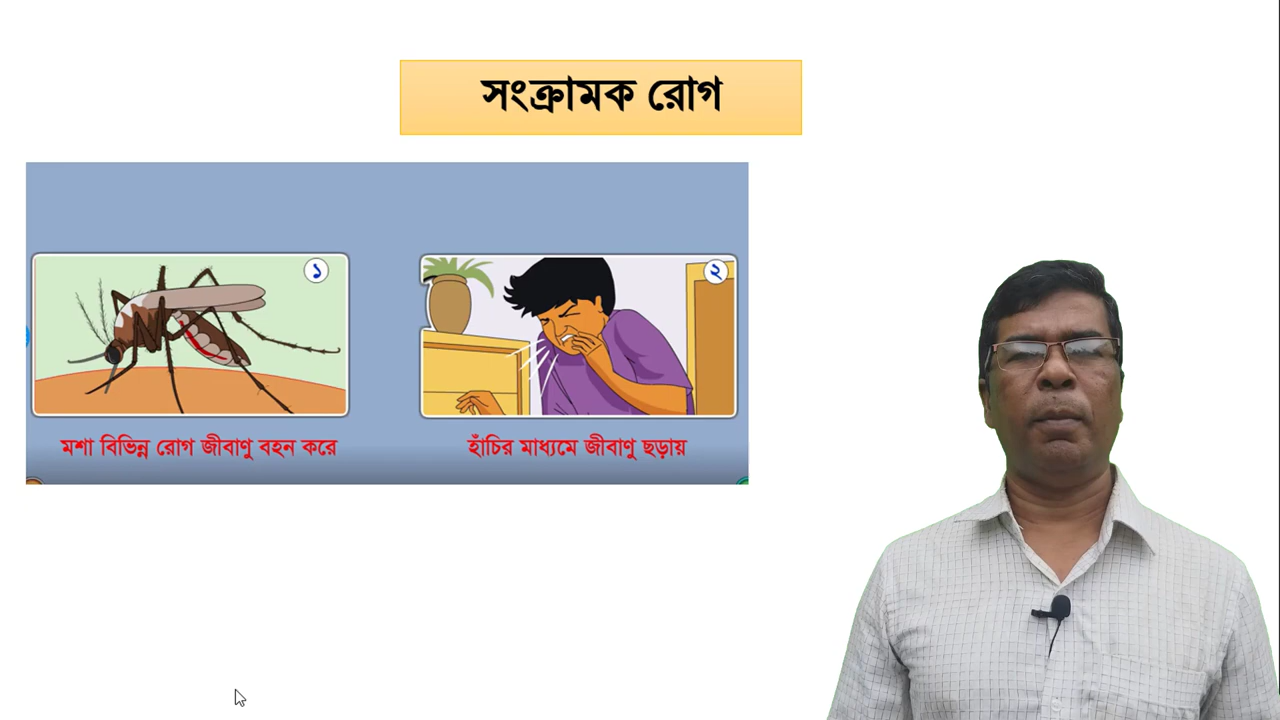 সংক্রামক রোগ
১
২
মশা বিভিন্ন রোগ জীবাণু বহন করে
হাঁচির মাধ্যমে জীবাণু ছড়ায়